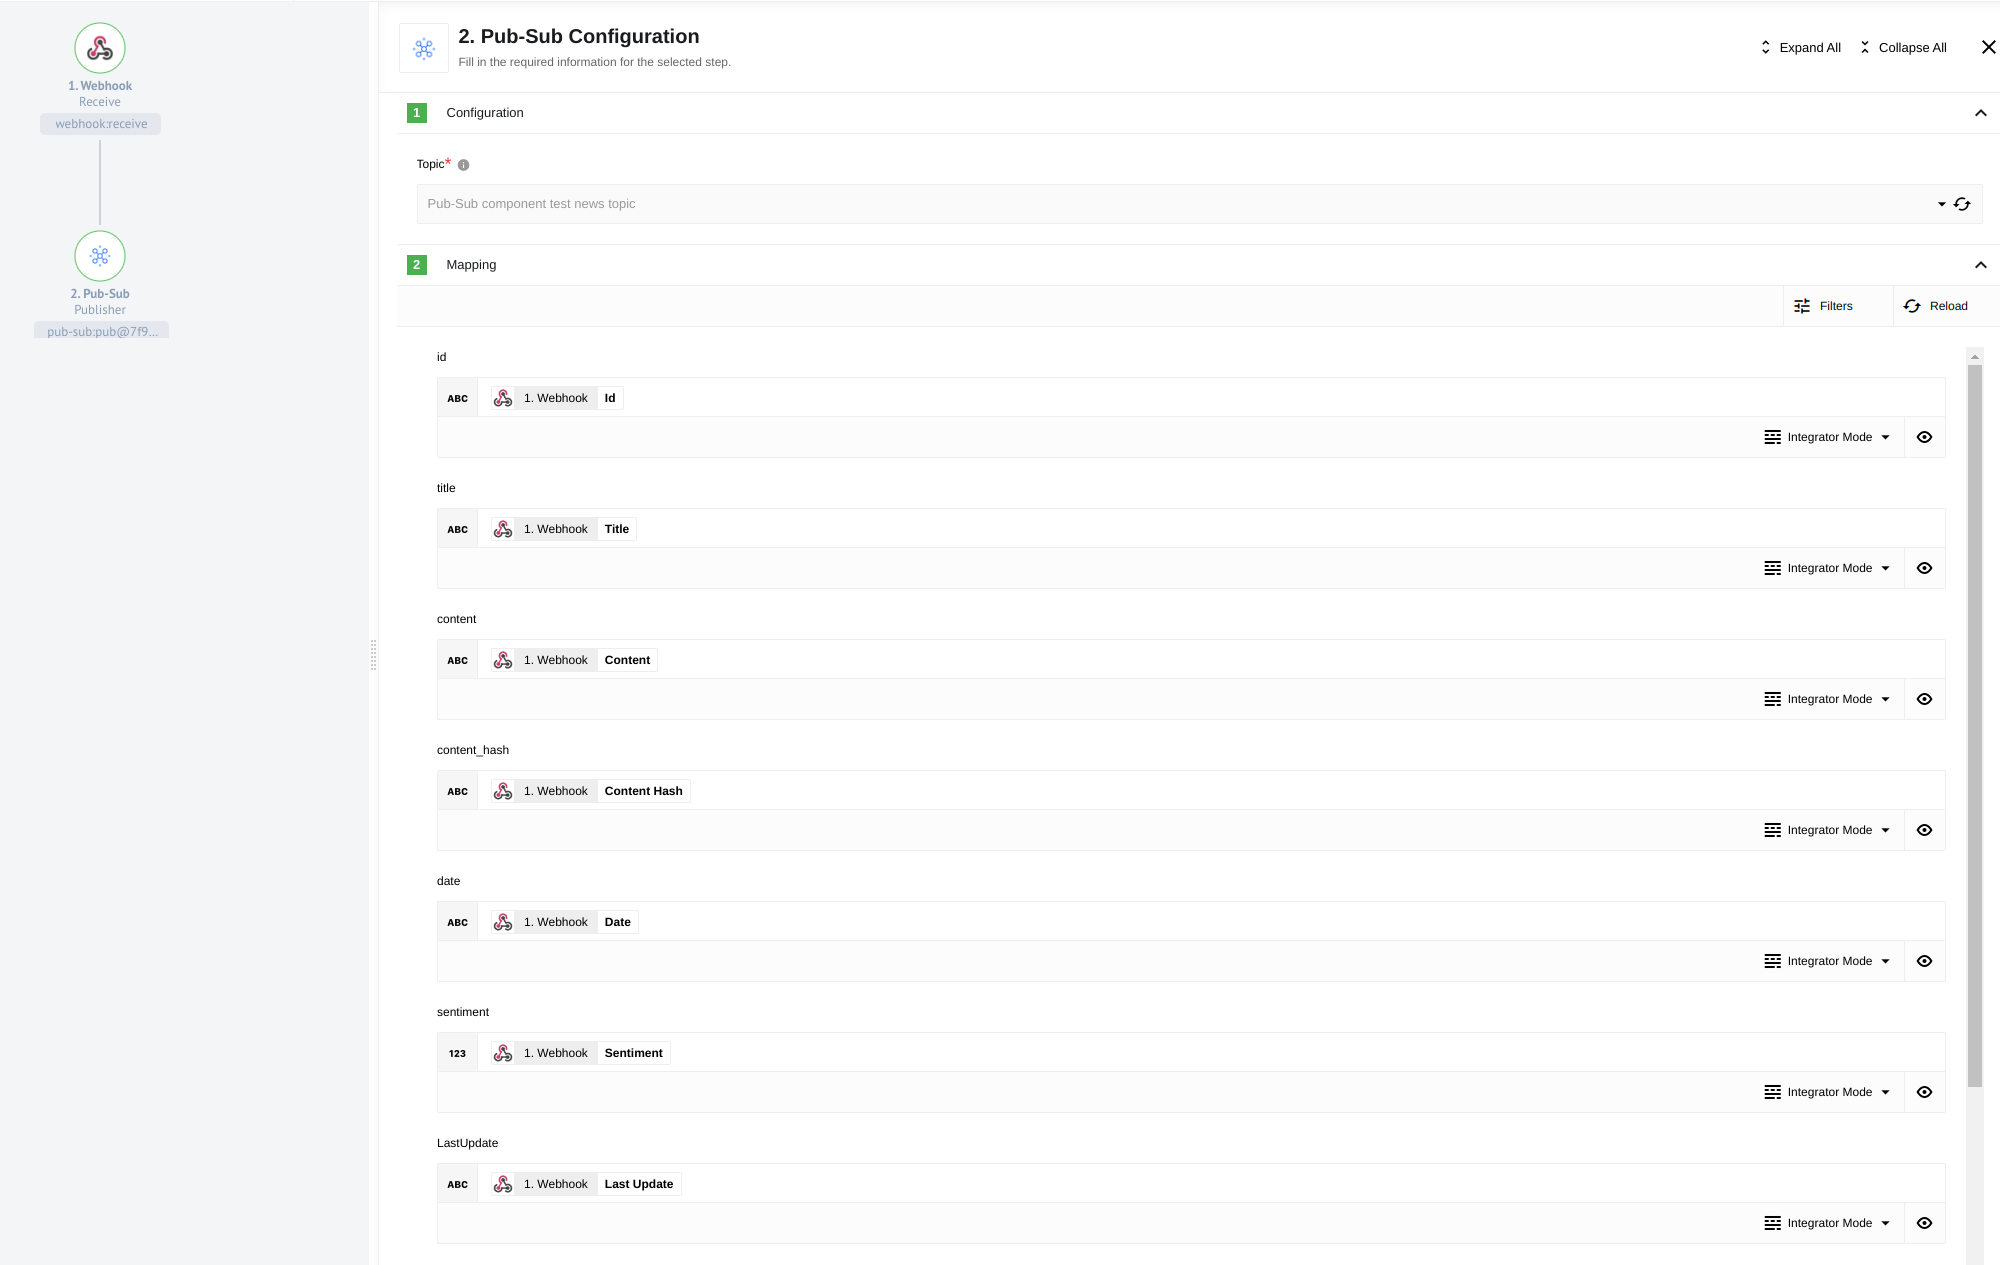 1. Webhook
Receive
webhook:receive
2. Pub-Sub
Publisher
pub-sub:pub@7f9...
2. Pub-Sub Configuration
Fill in the required information for the selected step.
Expand All
Collapse All
1 Configuration
Topic*
Pub-Sub component test news topic
2 Mapping
Filters
Reload
id
ABC 1. Webhook Id
Integrator Mode
title
ABC 1. Webhook Title
Integrator Mode
content
ABC 1. Webhook Content
Integrator Mode
content_hash
ABC 1. Webhook Content Hash
Integrator Mode
date
ABC 1. Webhook Date
Integrator Mode
sentiment
123 1. Webhook Sentiment
Integrator Mode
LastUpdate
ABC 1. Webhook Last Update
Integrator Mode